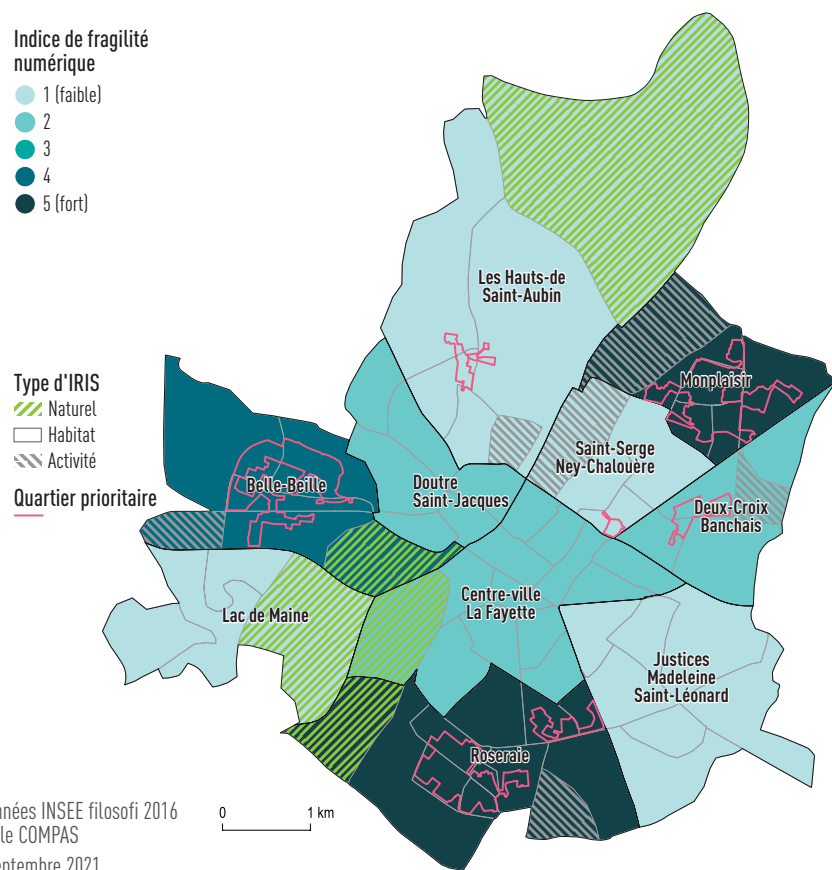 Indice de fragilité
numérique
1 (faible)
2
3
4
5 (fort)
Type d'IRIS
Naturel
Habitat
Activité
Quartier prioritaire
Les Hauts-de
Saint-Aubin
Monplaisir
Saint-Serge
Ney-Chalouère
Belle-Beille
Doutre
Saint-Jacques
Deux-Croix
Banchais
Centre-ville
La Fayette
Lac de Maine
Justices
Madeleine
Saint-Léonard
Roseraie
nées INSEE filosofi 2016
le COMPAS
eptembre 2021
0 1 km